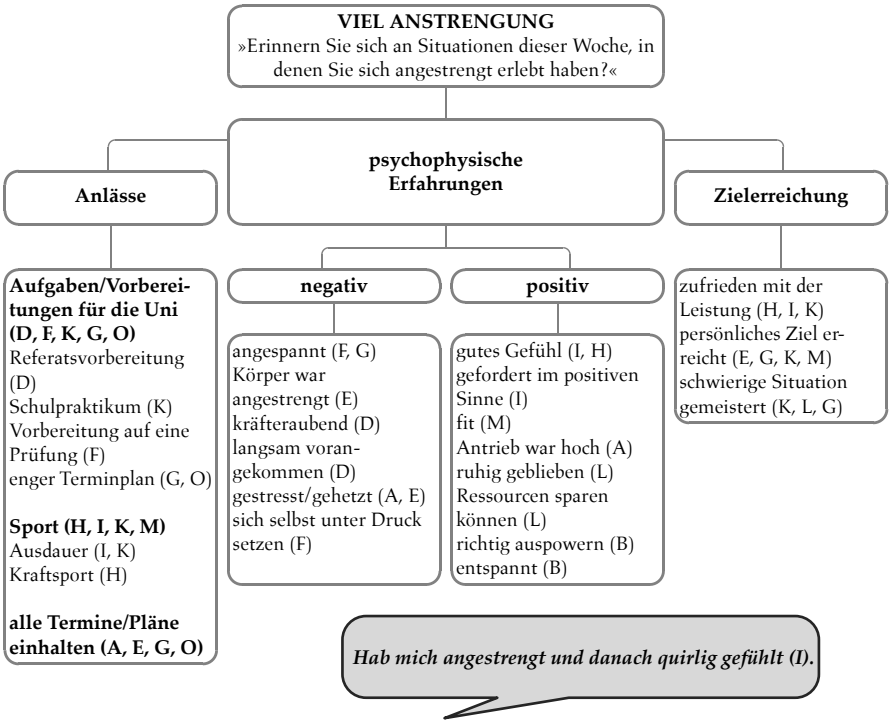 VIEL ANSTRENGUNG
»Erinnern Sie sich an Situationen dieser Woche, in
denen Sie sich angestrengt erlebt haben?«
psychophysische
Erfahrungen
Anlässe
Zielerreichung
Aufgaben/Vorberei-
tungen für die Uni
(D, F, K, G, O)
Referatsvorbereitung
(D)
Schulpraktikum (K)
Vorbereitung auf eine
Prüfung (F)
enger Terminplan (G, O)
Sport (H, I, K, M)
Ausdauer (I, K)
Kraftsport (H)
alle Termine/Pläne
einhalten (A, E, G, O)
negativ
angespannt (F, G)
Körper war
angestrengt (E)
kräfteraubend (D)
langsam voran-
gekommen (D)
gestresst/gehetzt (A, E)
sich selbst unter Druck
setzen (F)
positiv
gutes Gefühl (I, H)
gefordert im positiven
Sinne (I)
fit (M)
Antrieb war hoch (A)
ruhig geblieben (L)
Ressourcen sparen
können (L)
richtig auspowern (B)
entspannt (B)
zufrieden mit der
Leistung (H, I, K)
persönliches Ziel er-
reicht (E, G, K, M)
schwierige Situation
gemeistert (K, L, G)
Hab mich angestrengt und danach quirlig gefühlt (I).